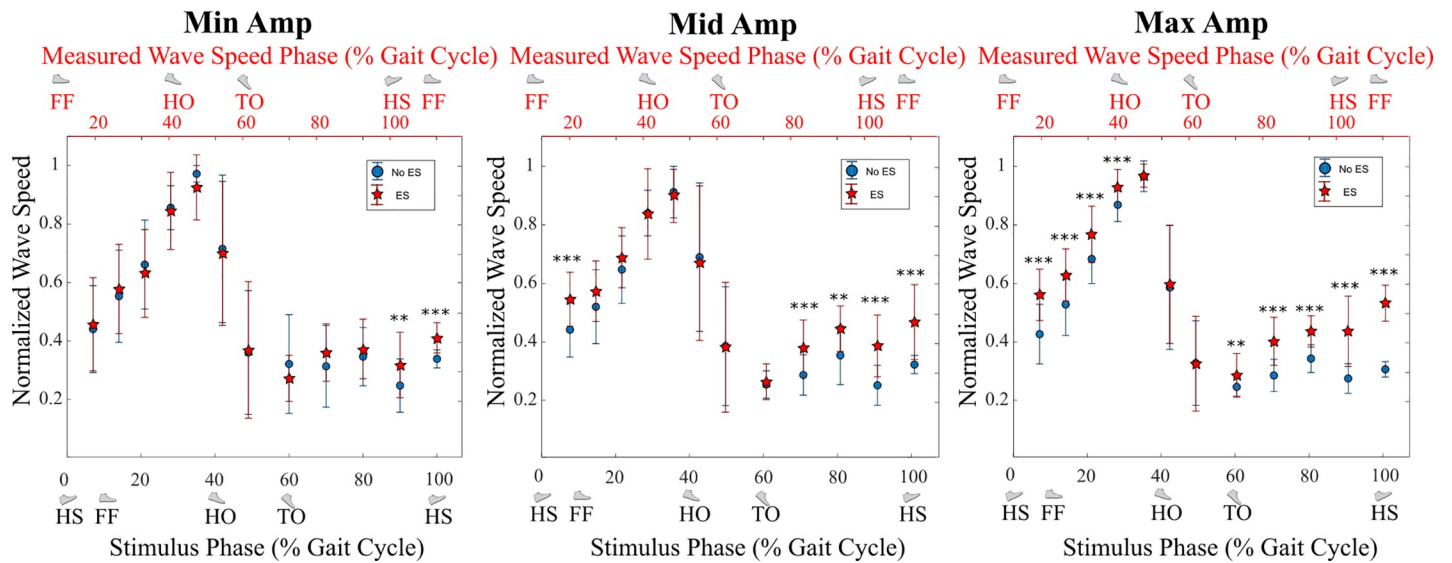 Min Amp
Measured Wave Speed Phase (% Gait Cycle)
FF HO TO HS FF
20 40 60 80 100
Normalized Wave Speed
1
0.8
0.6
0.4
0.2
No ES
ES
** ***
0 20 40 60 80 100
HS FF HO TO HS
Stimulus Phase (% Gait Cycle)
Mid Amp
Measured Wave Speed Phase (% Gait Cycle)
FF HO TO HS FF
20 40 60 80 100
Normalized Wave Speed
1
0.8
0.6
0.4
0.2
No ES
ES
*** *** ** *** ***
0 20 40 60 80 100
HS FF HO TO HS
Stimulus Phase (% Gait Cycle)
Max Amp
Measured Wave Speed Phase (% Gait Cycle)
FF HO TO HS FF
20 40 60 80 100
Normalized Wave Speed
1
0.8
0.6
0.4
0.2
No ES
ES
*** *** *** *** ** *** *** *** ***
0 20 40 60 80 100
HS FF HO TO HS
Stimulus Phase (% Gait Cycle)